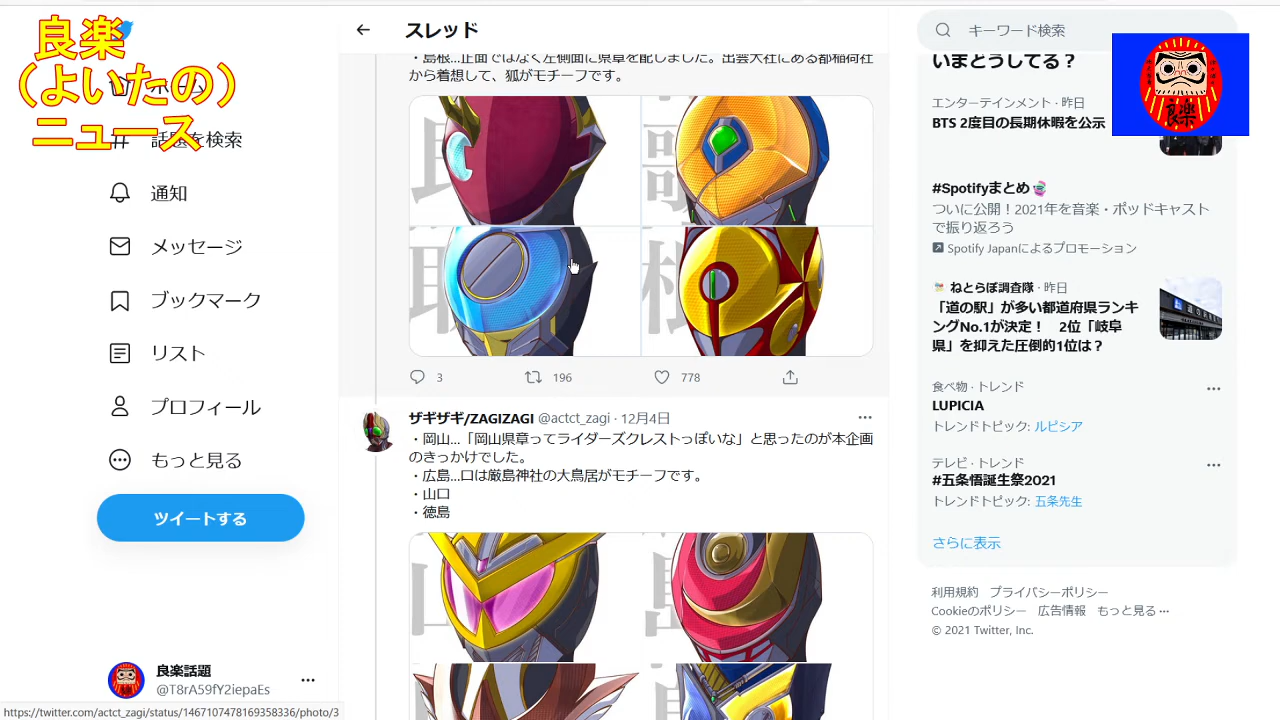 良楽
（よいたの）
ニュース
話題を検索
通知
メッセージ
ブックマーク
リスト
プロフィール
もっと見る
ツイートする
良楽話題
@T8rA59fY2iepaEs
https://twitter.com/actct_zagi/status/1467107478169358336/photo/3
スレッド
・島根…正面ではなく左側面に県章を配しました。出雲大社にある都稲荷社
から着想して、狐がモチーフです。
取
根
3
196
778
ザギザギ/ZAGIZAGI @actct_zagi · 12月4日
・岡山…「岡山県章ってライダーズクレストっぽいな」と思ったのが本企画
のきっかけでした。
・広島…口は厳島神社の大鳥居がモチーフです。
・山口
・徳島
キーワード検索
良楽
いまどうしてる？
エンターテインメント · 昨日
BTS 2度目の長期休暇を公示
#Spotifyまとめ
ついに公開！2021年を音楽・ポッドキャスト
で振り返ろう
Spotify Japanによるプロモーション
ねとらぼ調査隊 · 昨日
「道の駅」が多い都道府県ランキ
ングNo.1が決定！　2位「岐阜
県」を抑えた圧倒的1位は？
食べ物 · トレンド
LUPICIA
トレンドトピック: ルピシア
テレビ · トレンド
#五条悟誕生祭2021
トレンドトピック: 五条先生
さらに表示
利用規約 プライバシーポリシー
Cookieのポリシー 広告情報 もっと見る
© 2021 Twitter, Inc.